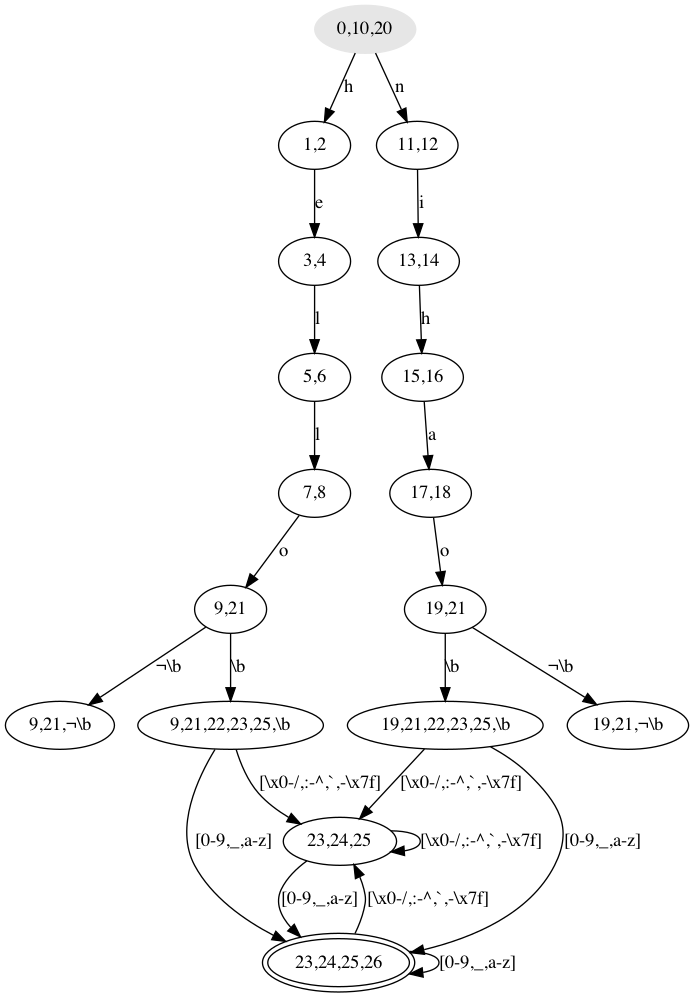 0,10,20
h n
1,2 11,12
e i
3,4 13,14
l h
5,6 15,16
l a
7,8 17,18
o o
9,21 19,21
¬\b \b \b ¬\b
9,21,¬\b 9,21,22,23,25,\b 19,21,22,23,25,\b 19,21,¬\b
[\x0-/,:-^,`,-\x7f] [\x0-/,:-^,`,-\x7f]
[0-9,_,a-z] 23,24,25 [\x0-/,:-^,`,-\x7f] [0-9,_,a-z]
[0-9,_,a-z] [\x0-/,:-^,`,-\x7f]
23,24,25,26 [0-9,_,a-z]